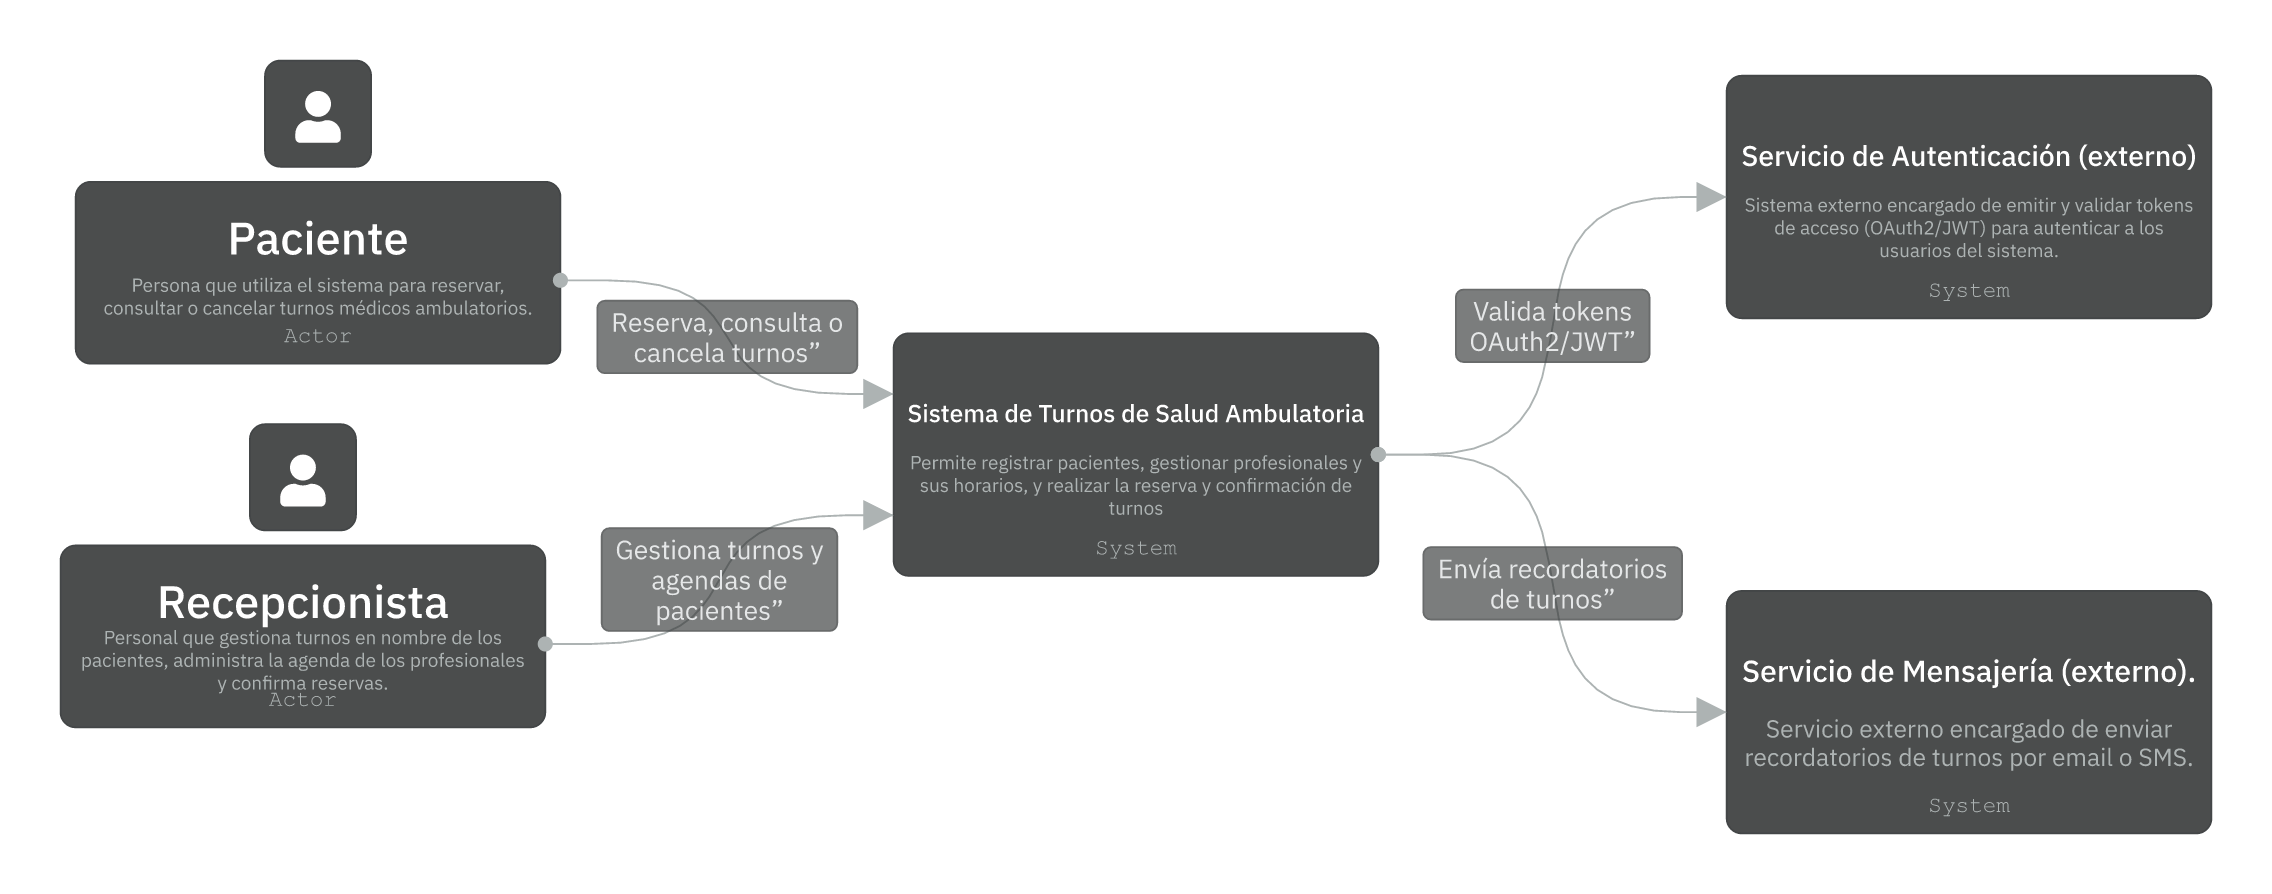 Paciente
Persona que utiliza el sistema para reservar,
consultar o cancelar turnos médicos ambulatorios.
Actor
Recepcionista
Personal que gestiona turnos en nombre de los
pacientes, administra la agenda de los profesionales
y confirma reservas.
Actor
Reserva, consulta o
cancela turnos”
Gestiona turnos y
agendas de
pacientes”
Sistema de Turnos de Salud Ambulatoria
Permite registrar pacientes, gestionar profesionales y
sus horarios, y realizar la reserva y confirmación de
turnos
System
Valida tokens
OAuth2/JWT”
Envía recordatorios
de turnos”
Servicio de Autenticación (externo)
Sistema externo encargado de emitir y validar tokens
de acceso (OAuth2/JWT) para autenticar a los
usuarios del sistema.
System
Servicio de Mensajería (externo).
Servicio externo encargado de enviar
recordatorios de turnos por email o SMS.
System